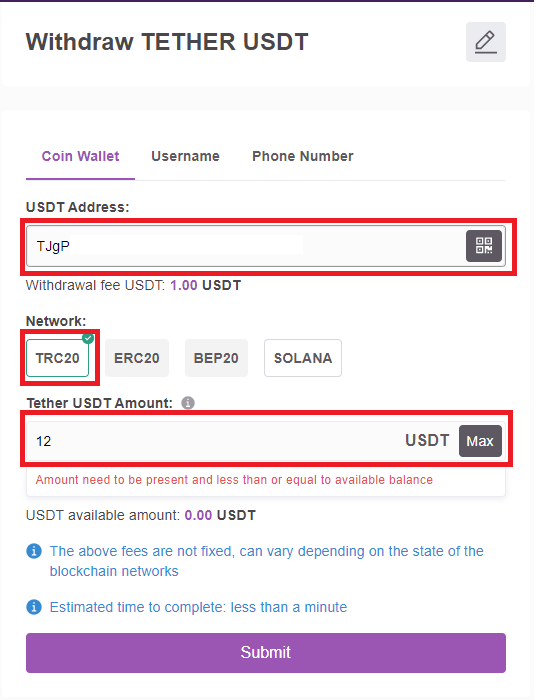 Withdraw TETHER USDT
Coin Wallet Username Phone Number
USDT Address:
TJgP
Withdrawal fee USDT: 1.00 USDT
Network:
TRC20 ERC20 BEP20 SOLANA
Tether USDT Amount:
12 USDT Max
Amount need to be present and less than or equal to available balance
USDT available amount: 0.00 USDT
The above fees are not fixed, can vary depending on the state of the
blockchain networks
Estimated time to complete: less than a minute
Submit